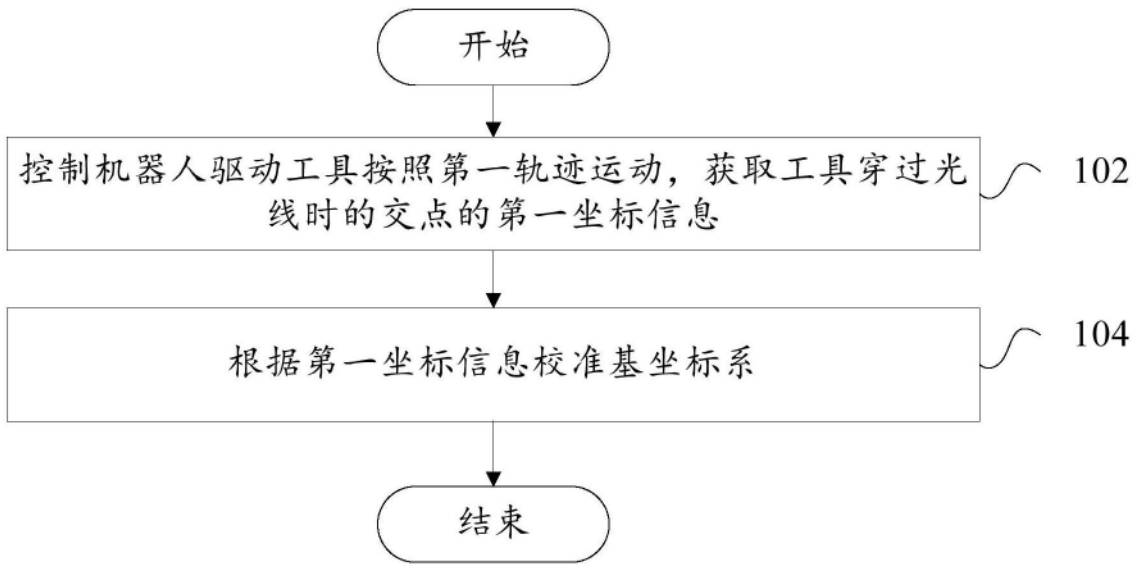 开始
控制机器人驱动工具按照第一轨迹运动，获取工具穿过光
线时的交点的第一坐标信息
102
根据第一坐标信息校准基坐标系
104
结束